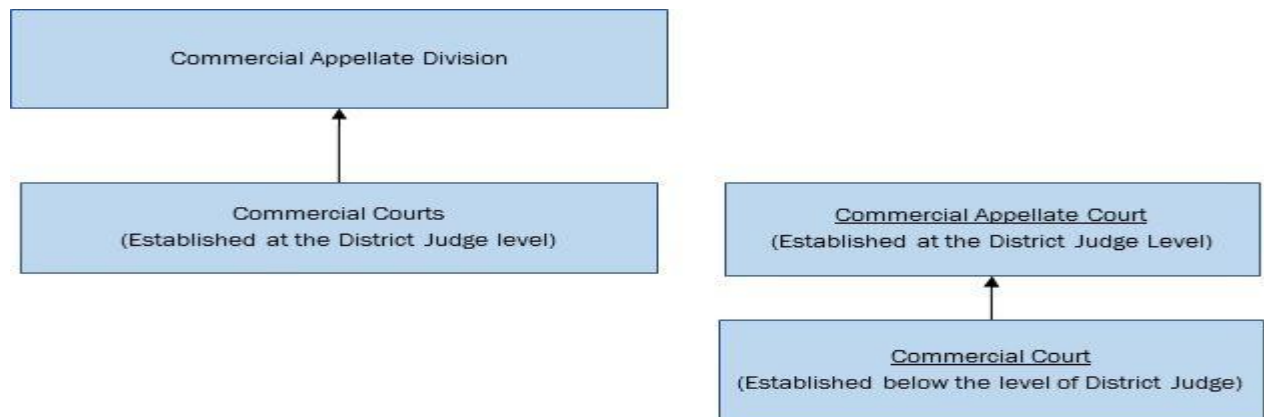 Commercial Appellate Division
Commercial Courts
(Established at the District Judge level)
Commercial Appellate Court
(Established at the District Judge Level)
Commercial Court
(Established below the level of District Judge)